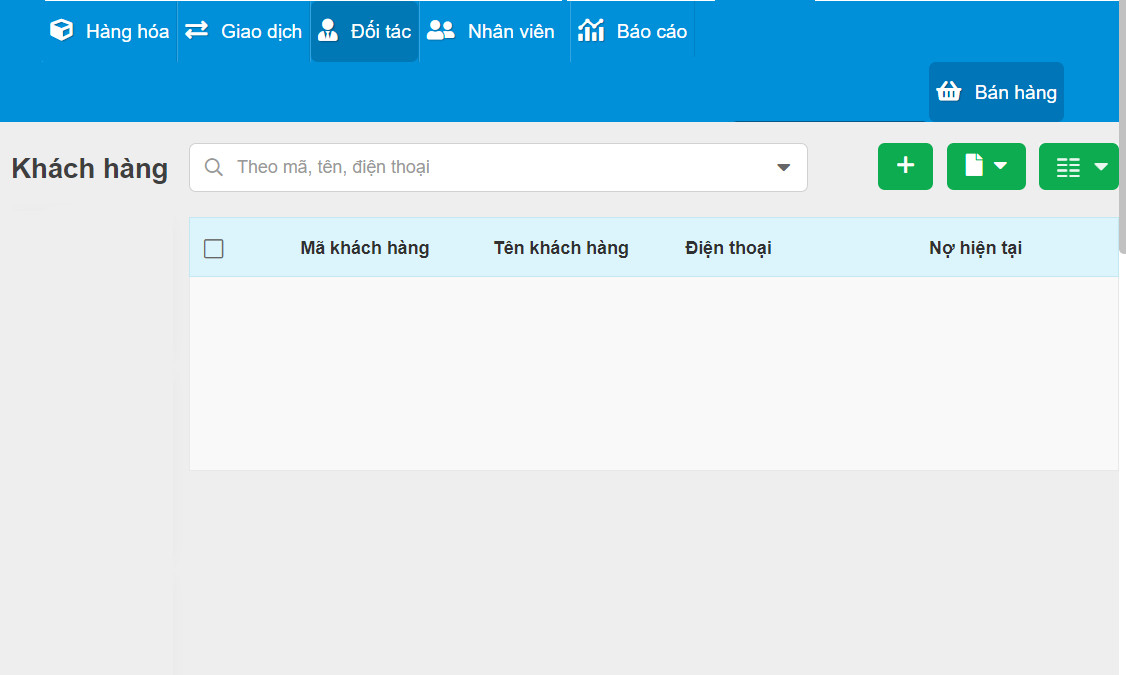 Hàng hóa Giao dịch Đối tác Nhân viên Báo cáo
Bán hàng
Khách hàng Theo mã, tên, điện thoại
Mã khách hàng Tên khách hàng Điện thoại Nợ hiện tại